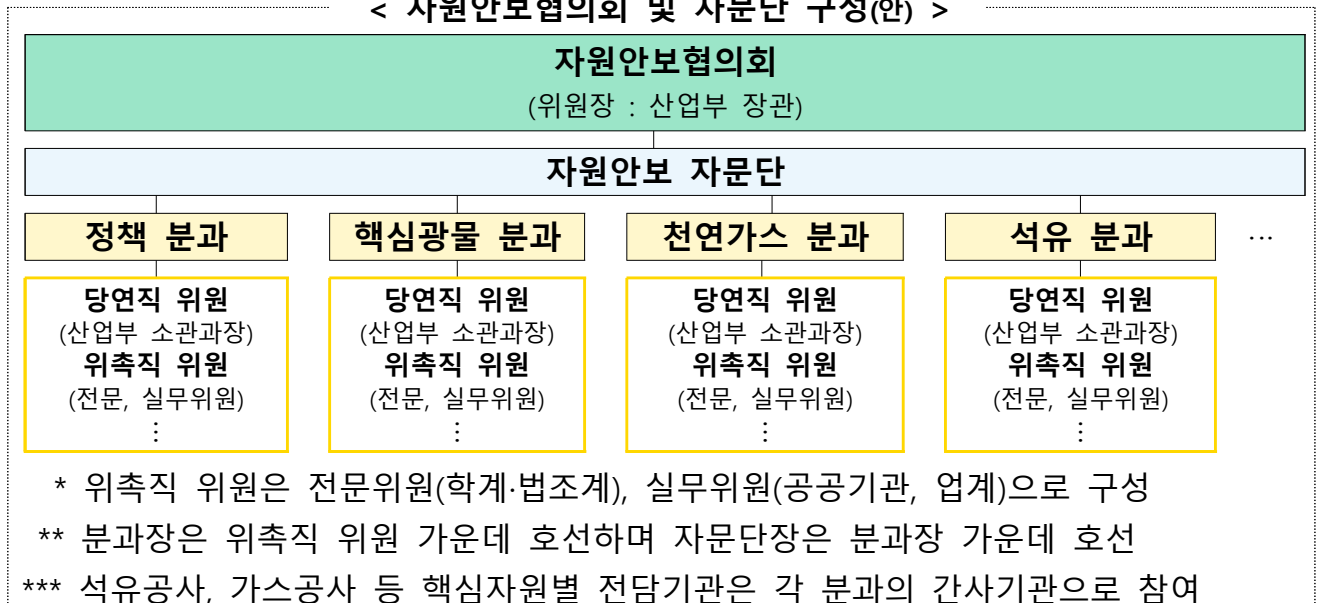 < 자원안보협의회 및 자문단 구성(안) >
자원안보협의회
(위원장 : 산업부 장관)
자원안보 자문단
정책 분과
핵심광물 분과
천연가스 분과
석유 분과
…
당연직 위원
(산업부 소관과장)
위촉직 위원
(전문, 실무위원)
⋮
당연직 위원
(산업부 소관과장)
위촉직 위원
(전문, 실무위원)
⋮
당연직 위원
(산업부 소관과장)
위촉직 위원
(전문, 실무위원)
⋮
당연직 위원
(산업부 소관과장)
위촉직 위원
(전문, 실무위원)
⋮
* 위촉직 위원은 전문위원(학계·법조계), 실무위원(공공기관, 업계)으로 구성
** 분과장은 위촉직 위원 가운데 호선하며 자문단장은 분과장 가운데 호선
*** 석유공사, 가스공사 등 핵심자원별 전담기관은 각 분과의 간사기관으로 참여